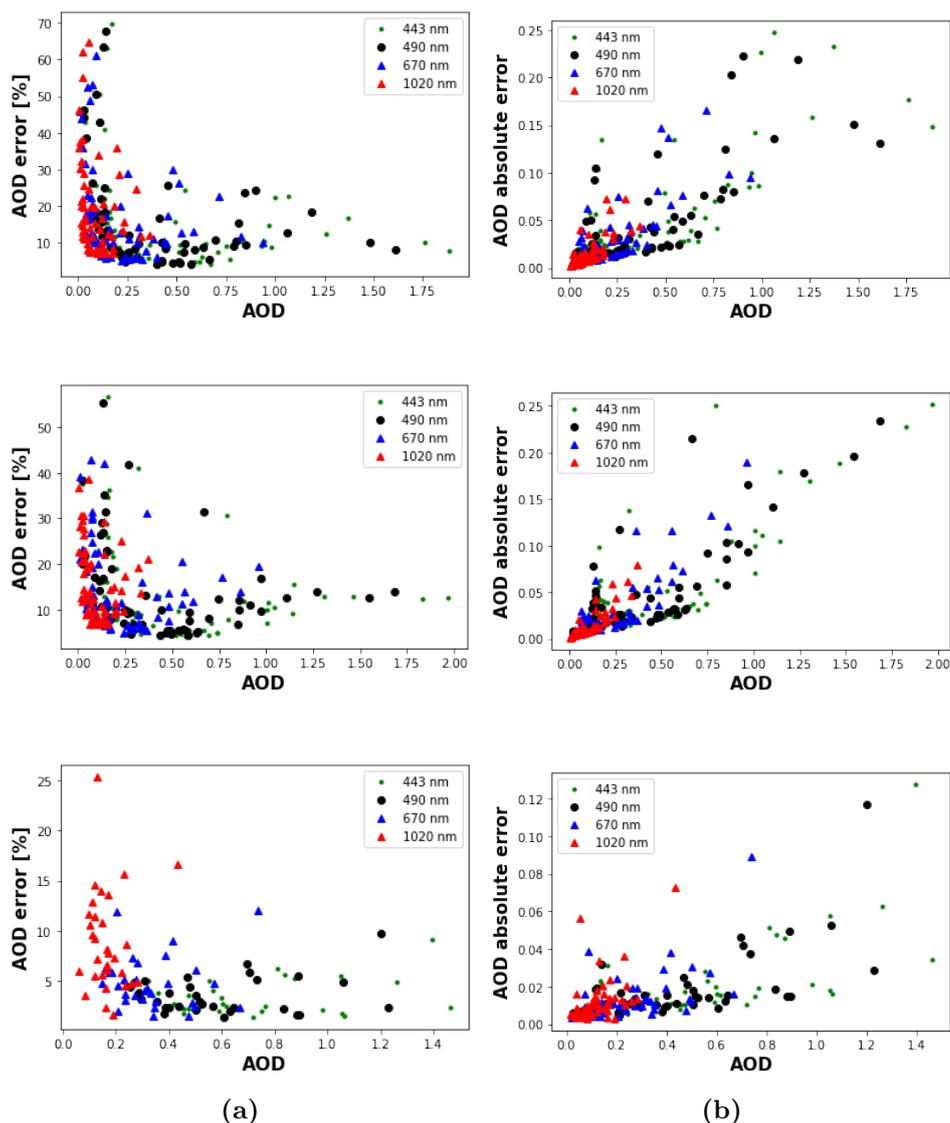 70
60
50
40
30
20
10
AOD error [%]
443 nm
490 nm
670 nm
1020 nm
0.00 0.25 0.50 0.75 1.00 1.25 1.50 1.75
AOD
0.25
0.20
0.15
0.10
0.05
0.00
AOD absolute error
443 nm
490 nm
670 nm
1020 nm
0.00 0.25 0.50 0.75 1.00 1.25 1.50 1.75
AOD
50
40
30
20
10
AOD error [%]
443 nm
490 nm
670 nm
1020 nm
0.00 0.25 0.50 0.75 1.00 1.25 1.50 1.75 2.00
AOD
0.25
0.20
0.15
0.10
0.05
0.00
AOD absolute error
443 nm
490 nm
670 nm
1020 nm
0.00 0.25 0.50 0.75 1.00 1.25 1.50 1.75 2.00
AOD
25
20
15
10
5
AOD error [%]
443 nm
490 nm
670 nm
1020 nm
0.0 0.2 0.4 0.6 0.8 1.0 1.2 1.4
AOD
0.12
0.10
0.08
0.06
0.04
0.02
0.00
AOD absolute error
443 nm
490 nm
670 nm
1020 nm
0.0 0.2 0.4 0.6 0.8 1.0 1.2 1.4
AOD
(a)
(b)